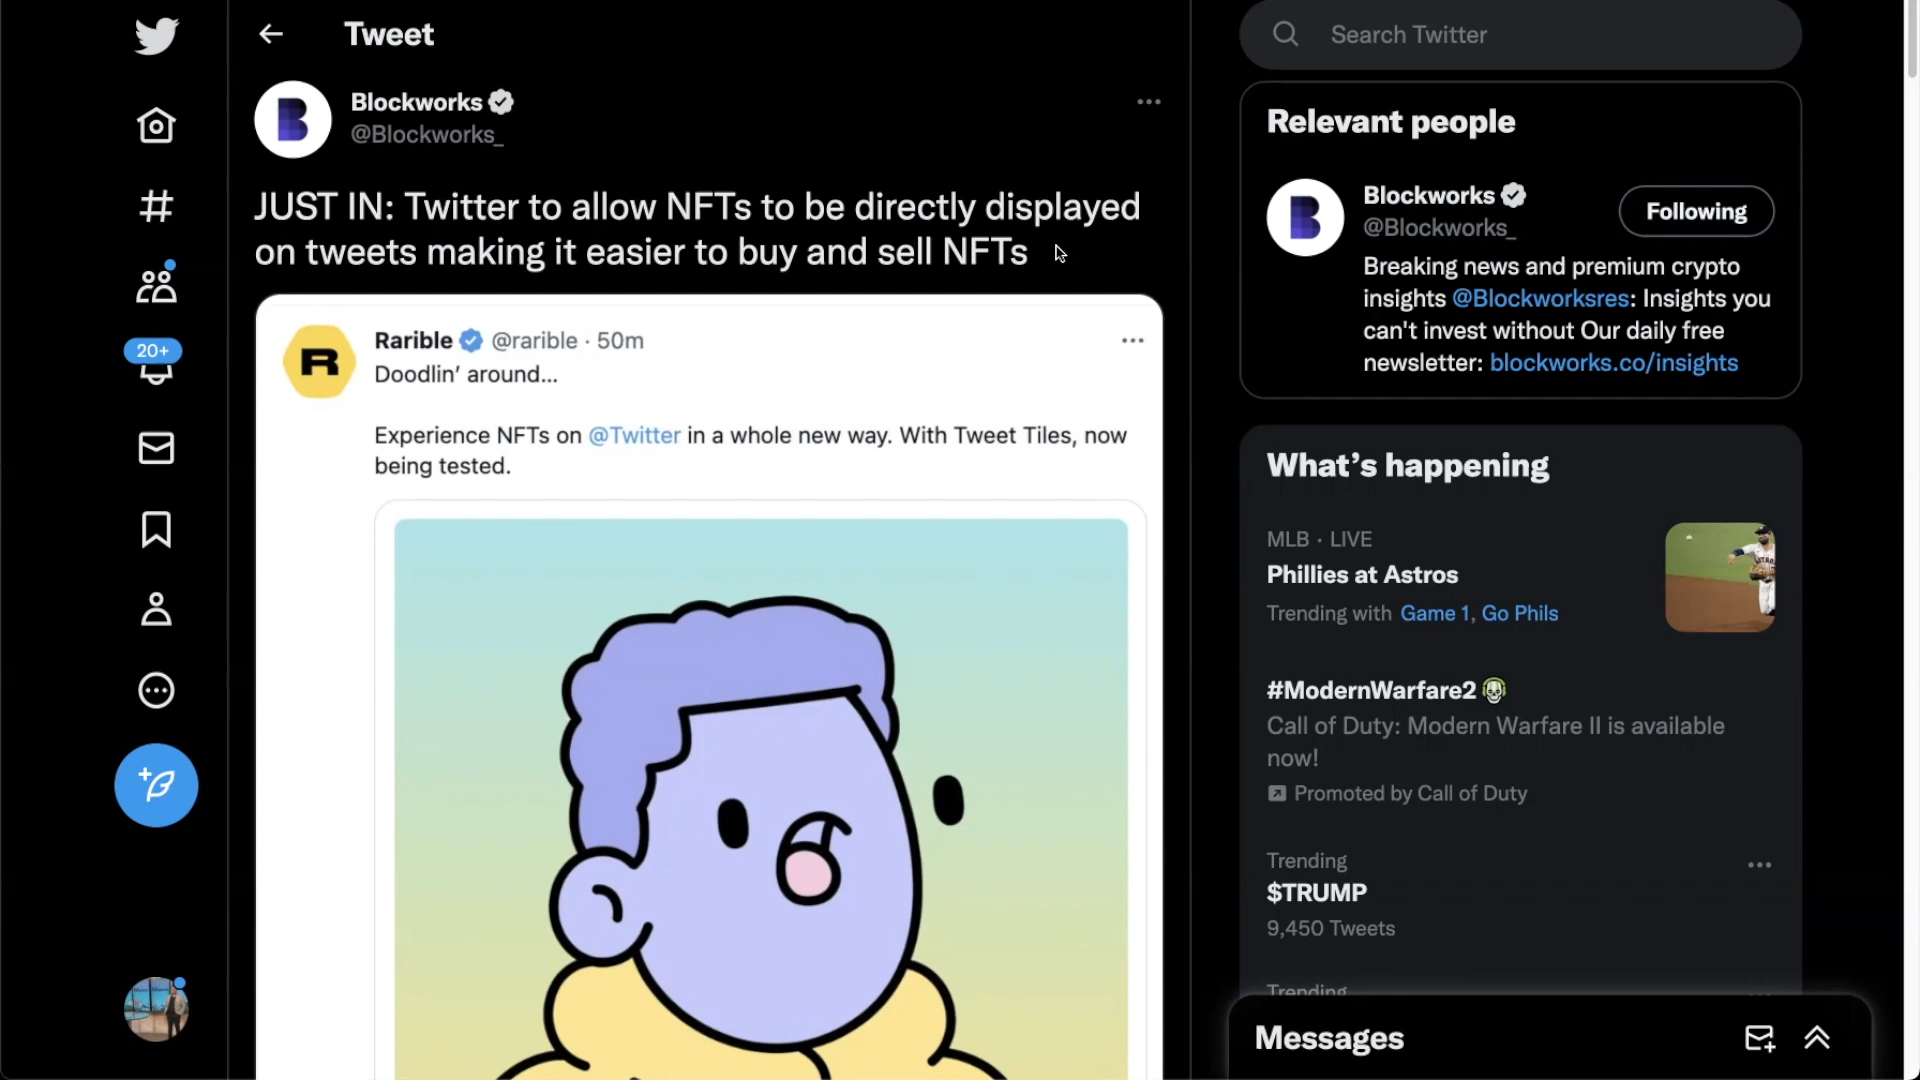 Tweet
Blockworks
@Blockworks_
JUST IN: Twitter to allow NFTs to be directly displayed
on tweets making it easier to buy and sell NFTs
Rarible @rarible · 50m
Doodlin’ around...
Experience NFTs on @Twitter in a whole new way. With Tweet Tiles, now
being tested.
20+
Search Twitter
Relevant people
Blockworks
@Blockworks_
Following
Breaking news and premium crypto
insights @Blockworksres: Insights you
can't invest without Our daily free
newsletter: blockworks.co/insights
What’s happening
MLB · LIVE
Phillies at Astros
Trending with Game 1, Go Phils
#ModernWarfare2
Call of Duty: Modern Warfare II is available
now!
Promoted by Call of Duty
Trending
$TRUMP
9,450 Tweets
Trending
Messages